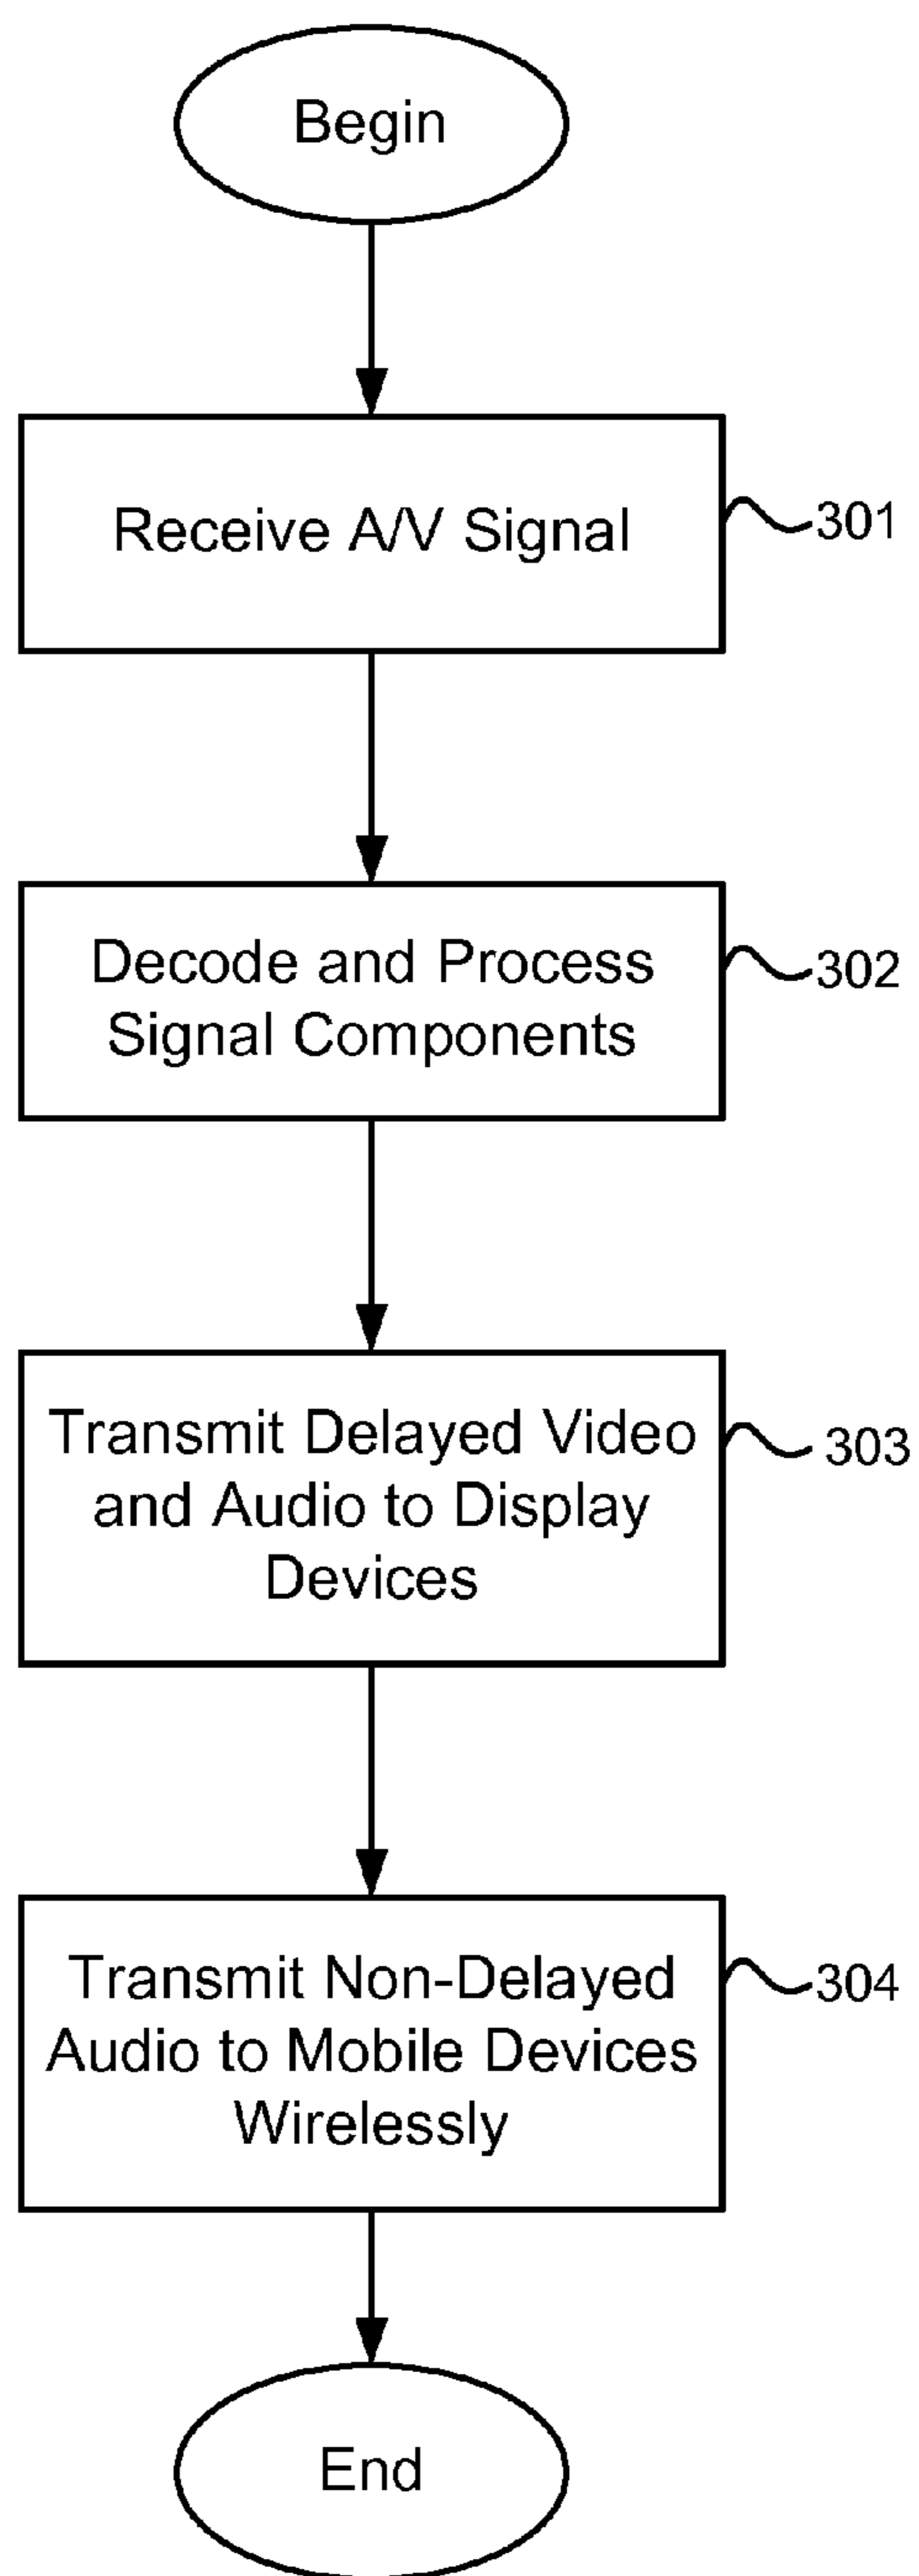 Begin
Receive A/V Signal
301
Decode and Process
Signal Components
302
Transmit Delayed Video
and Audio to Display
Devices
303
Transmit Non-Delayed
Audio to Mobile Devices
Wirelessly
304
End